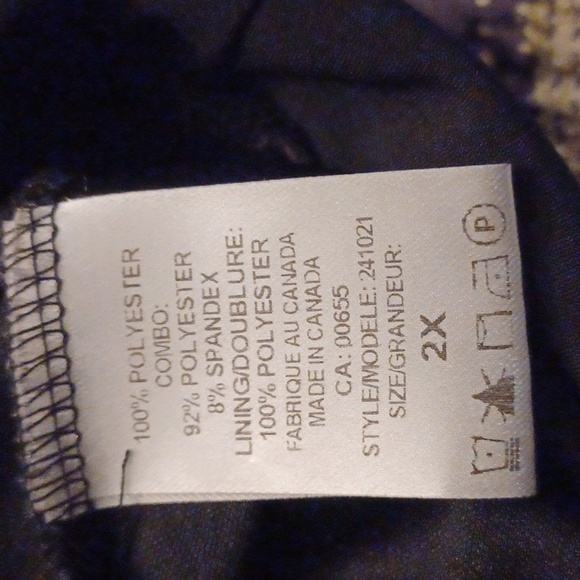 100% POLYESTER
COMBO:
92% POLYESTER
8% SPANDEX
LINING/DOUBLURE:
100% POLYESTER
FABRIQUE AU CANADA
MADE IN CANADA
CA: 00655
STYLE/MODELE: 241021
SIZE/GRANDEUR:
2X
P